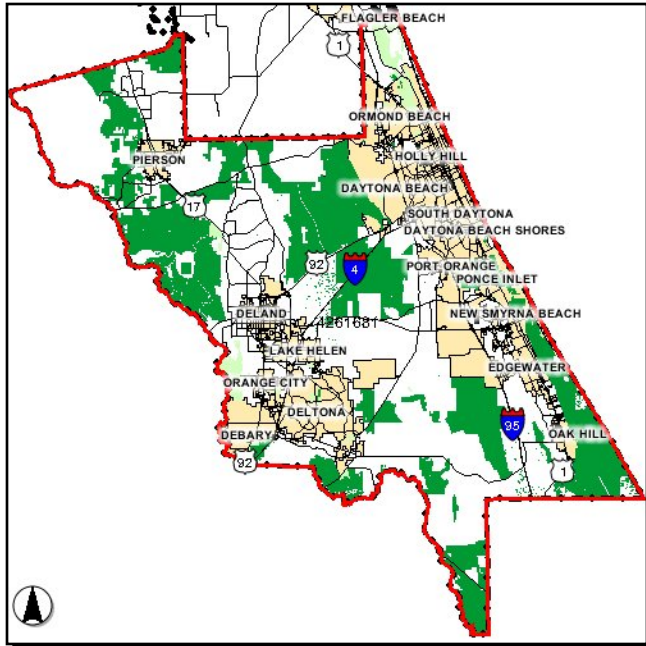 FLAGLER BEACH
1
ORMOND BEACH
HOLLY HILL
PIERSON
DAYTONA BEACH
17
SOUTH DAYTONA
DAYTONA BEACH SHORES
92
4
PORT ORANGE
PONCE INLET
DELAND
4261681
NEW SMYRNA BEACH
LAKE HELEN
EDGEWATER
ORANGE CITY
DELTONA
95
DEBARY
OAK HILL
92
1